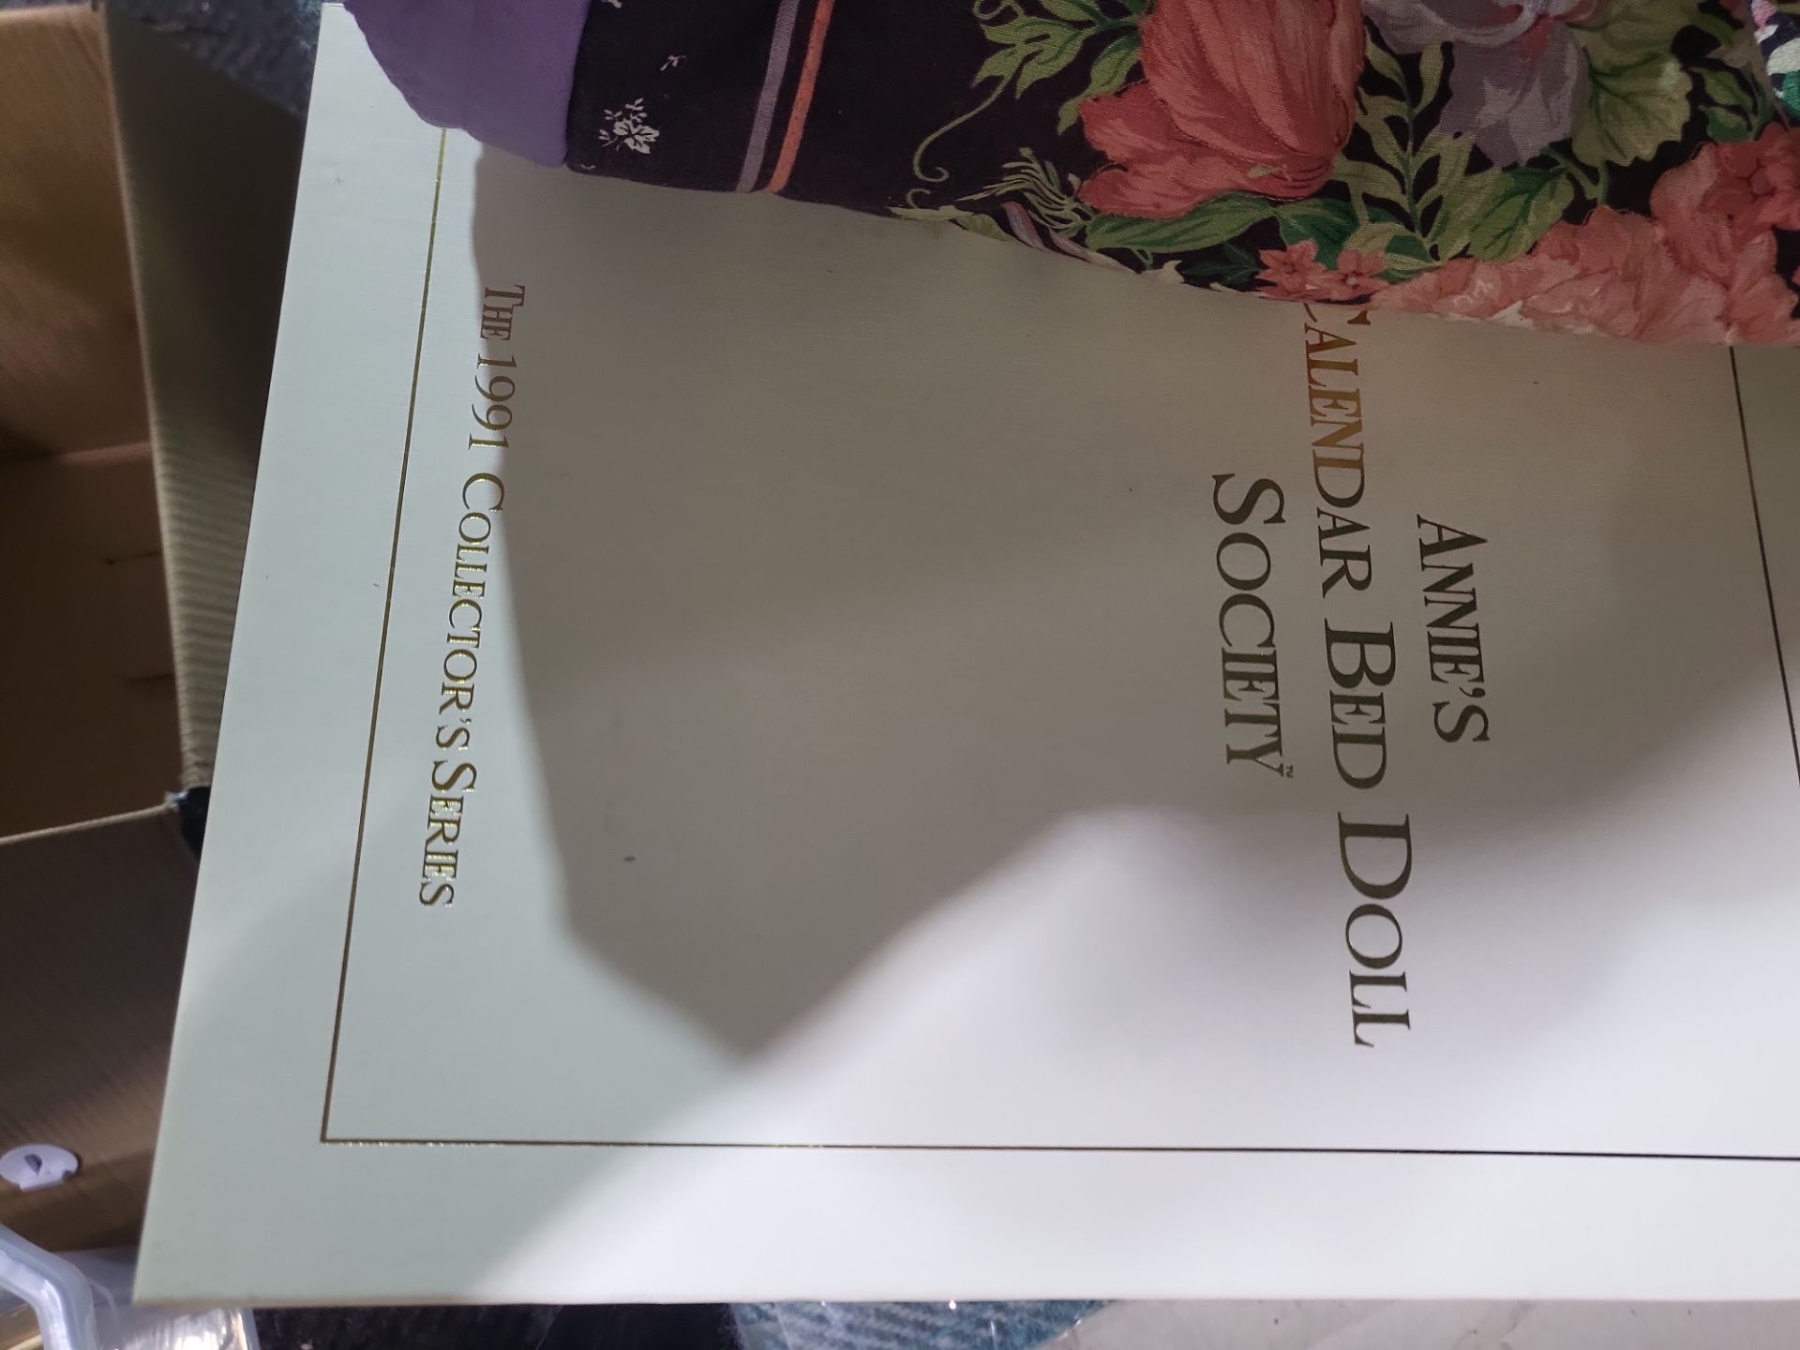 ANNIE'S
CALENDAR BED DOLL
SOCIETY™
THE 1991 COLLECTOR'S SERIES